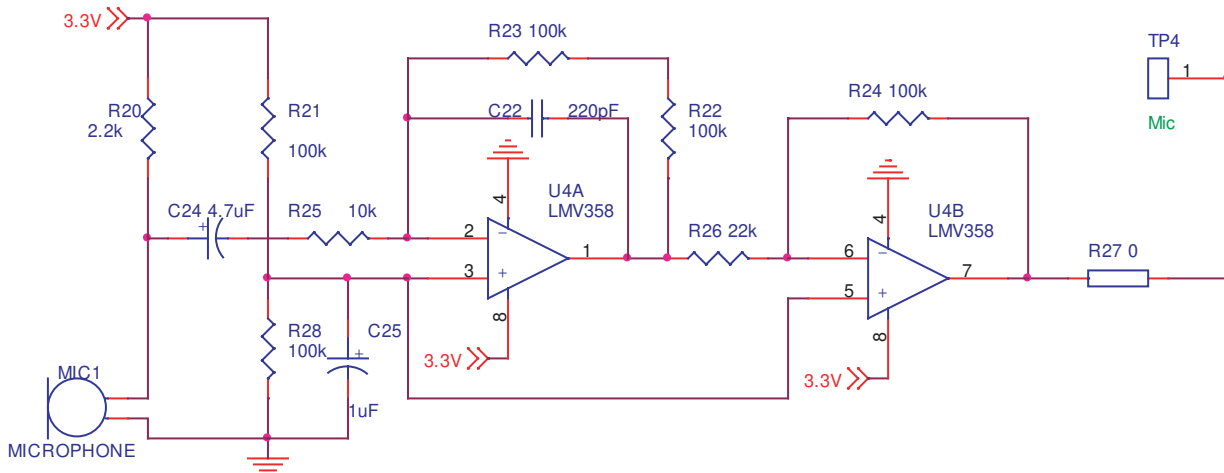 3.3V
R23 100k
TP4
1
Mic
R20
2.2k
R21
100k
C22
220pF
R22
100k
R24 100k
4
U4A
LMV358
C24 4.7uF
+
R25
10k
2
−
3
+
1
8
3.3V
R26 22k
4
U4B
LMV358
6
−
5
+
7
8
3.3V
R27 0
R28
100k
C25
+
1uF
MIC1
MICROPHONE